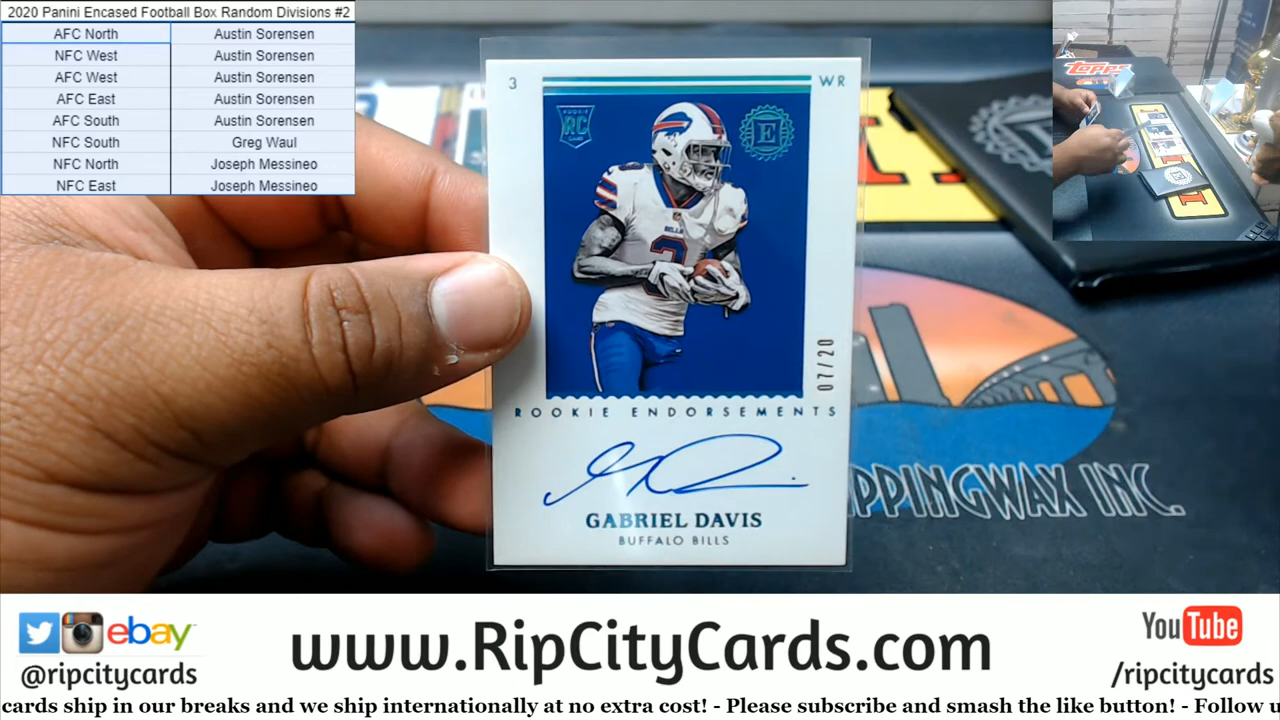 2020 Panini Encased Football Box Random Divisions #2
AFC North Austin Sorensen
NFC West Austin Sorensen
AFC West Austin Sorensen
AFC East Austin Sorensen
AFC South Austin Sorensen
NFC South Greg Waul
NFC North Joseph Messineo
NFC East Joseph Messineo
Topps
3 WR
ROOKIE
RC
E
BILLS
3
07/20
ROOKIE ENDORSEMENTS
GABRIEL DAVIS
BUFFALO BILLS
PPINGWAX INC.
ebay
@ripcitycards
www.RipCityCards.com
YouTube
/ripcitycards
cards ship in our breaks and we ship internationally at no extra cost! - Please subscribe and smash the like button! - Follow u